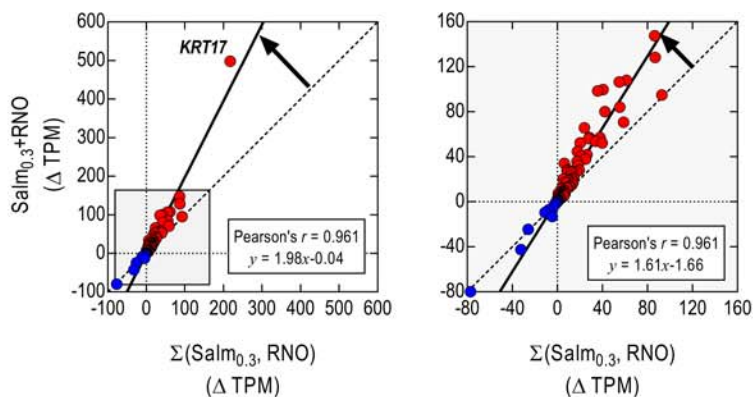 600
500
400
300
200
100
0
-100
-100 0 100 200 300 400 500 600
KRT17
Pearson's r = 0.961
y = 1.98x-0.04
Salm0.3+RNO
(Δ TPM)
Σ(Salm0.3, RNO)
(Δ TPM)
160
120
80
40
0
-40
-80
-80 -40 0 40 80 120 160
Pearson's r = 0.961
y = 1.61x-1.66
Σ(Salm0.3, RNO)
(Δ TPM)